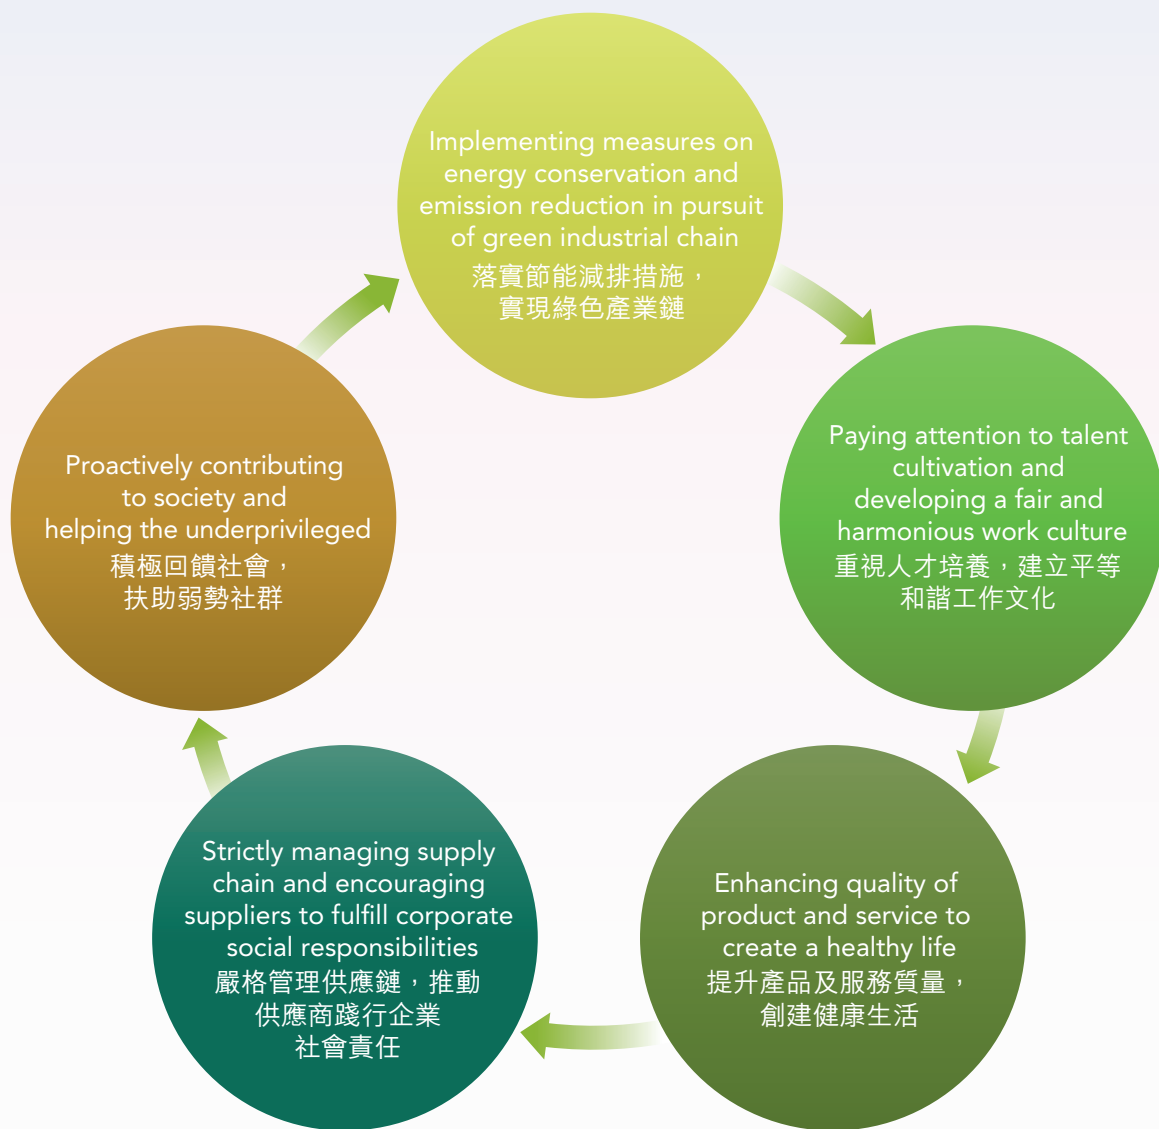 Implementing measures on
energy conservation and
emission reduction in pursuit
of green industrial chain
落實節能減排措施，
實現綠色產業鏈
Paying attention to talent
cultivation and
developing a fair and
harmonious work culture
重視人才培養，建立平等
和諧工作文化
Enhancing quality of
product and service to
create a healthy life
提升產品及服務質量，
創建健康生活
Strictly managing supply
chain and encouraging
suppliers to fulfill corporate
social responsibilities
嚴格管理供應鏈，推動
供應商踐行企業
社會責任
Proactively contributing
to society and
helping the underprivileged
積極回饋社會，
扶助弱勢社群